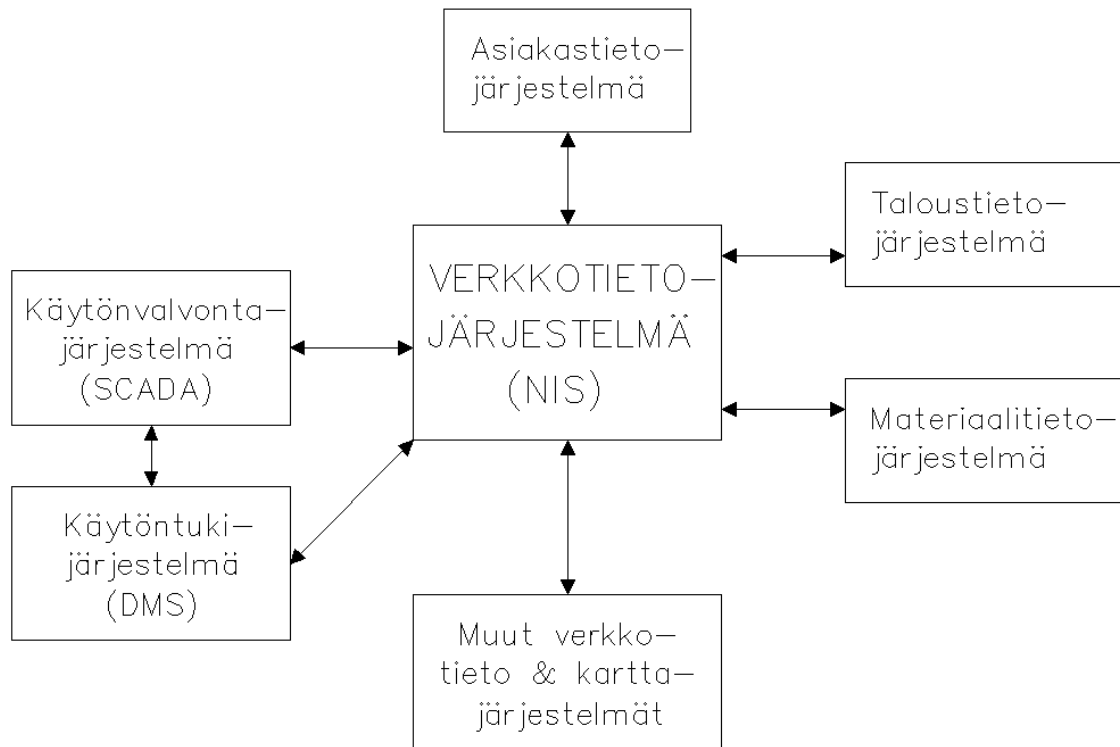 Asiakastieto-
järjestelmä
Taloustieto-
järjestelmä
VERKKOTIETO-
JÄRJESTELMÄ
(NIS)
Käytönvalvonta-
järjestelmä
(SCADA)
Materiaalitieto-
järjestelmä
Käytöntuki-
järjestelmä
(DMS)
Muut verkko-
tieto & kartta-
järjestelmät